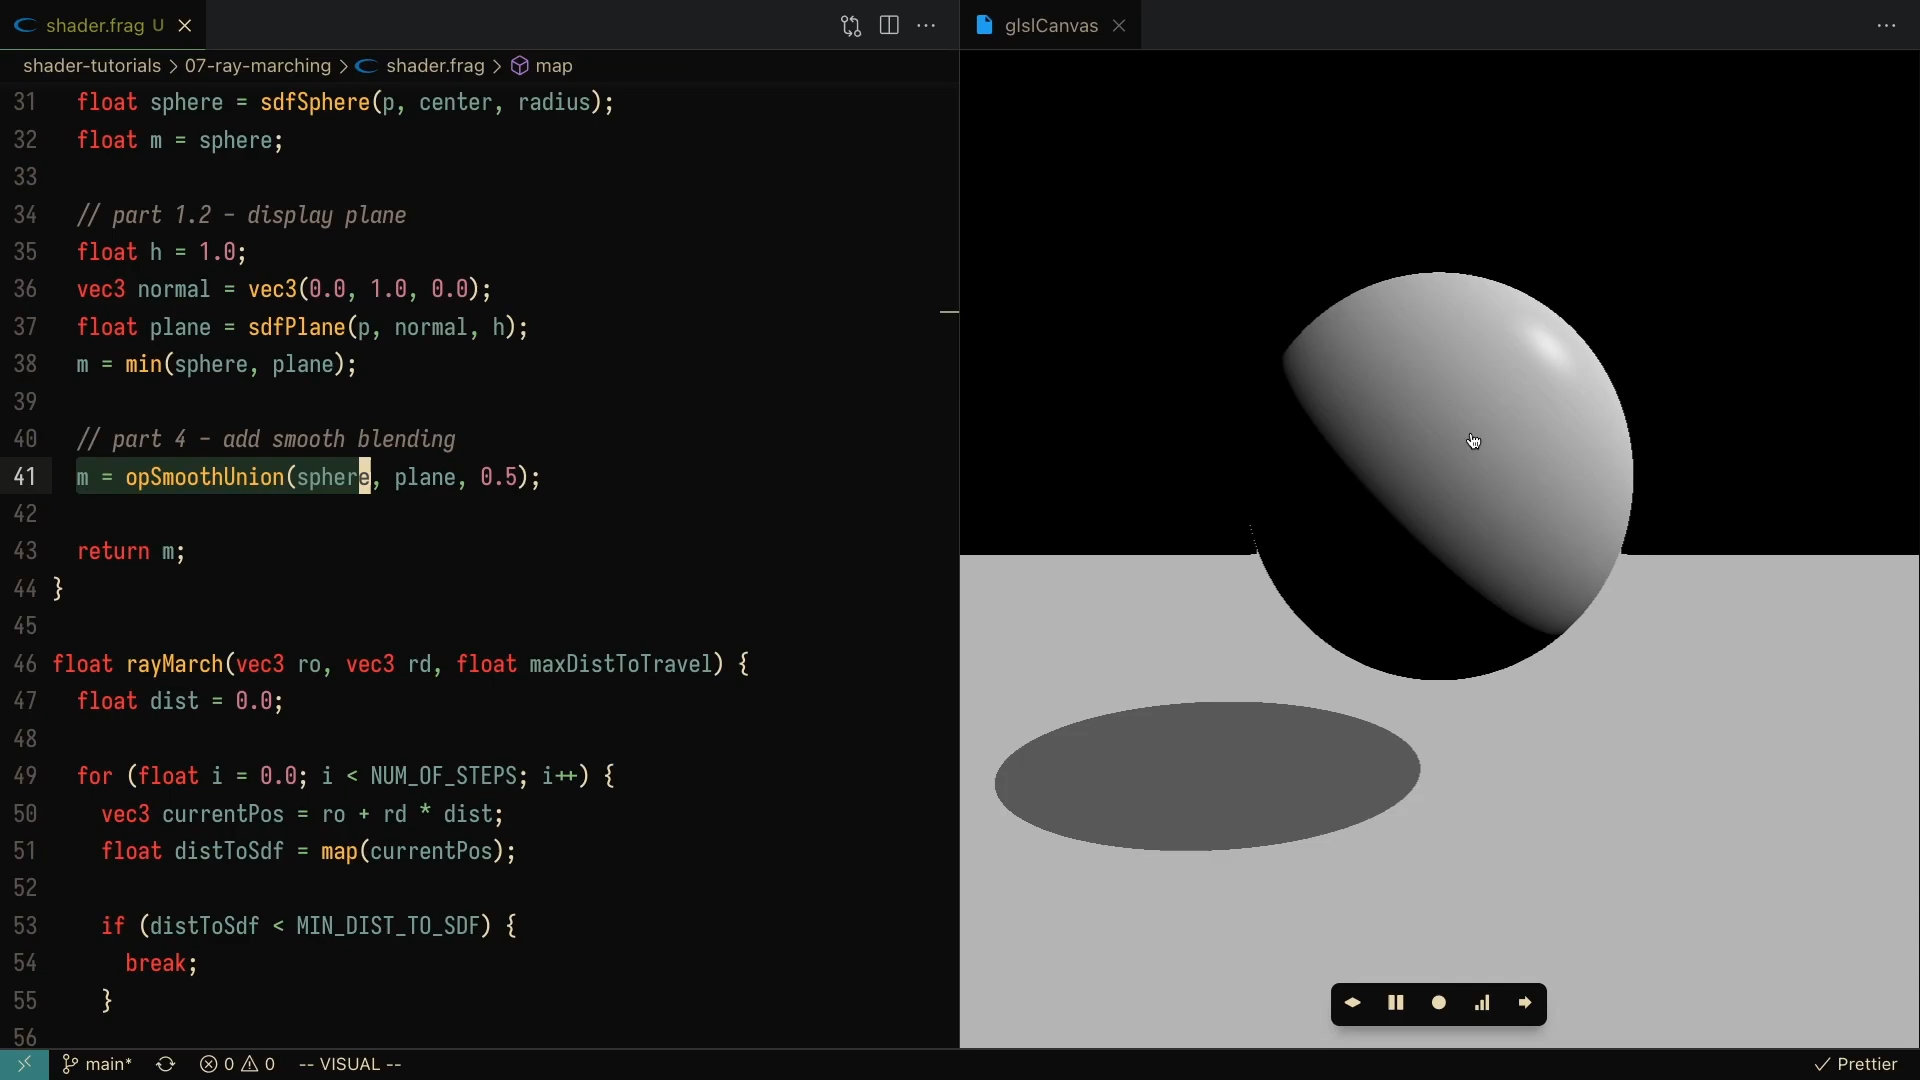 shader.frag U
glslCanvas
shader-tutorials > 07-ray-marching > shader.frag > map
31 float sphere = sdfSphere(p, center, radius);
32 float m = sphere;
33
34 // part 1.2 - display plane
35 float h = 1.0;
36 vec3 normal = vec3(0.0, 1.0, 0.0);
37 float plane = sdfPlane(p, normal, h);
38 m = min(sphere, plane);
39
40 // part 4 - add smooth blending
41 m = opSmoothUnion(sphere, plane, 0.5);
42
43 return m;
44 }
45
46 float rayMarch(vec3 ro, vec3 rd, float maxDistToTravel) {
47 float dist = 0.0;
48
49 for (float i = 0.0; i < NUM_OF_STEPS; i++) {
50 vec3 currentPos = ro + rd * dist;
51 float distToSdf = map(currentPos);
52
53 if (distToSdf < MIN_DIST_TO_SDF) {
54 break;
55 }
56
main* 0 0 -- VISUAL -- Prettier